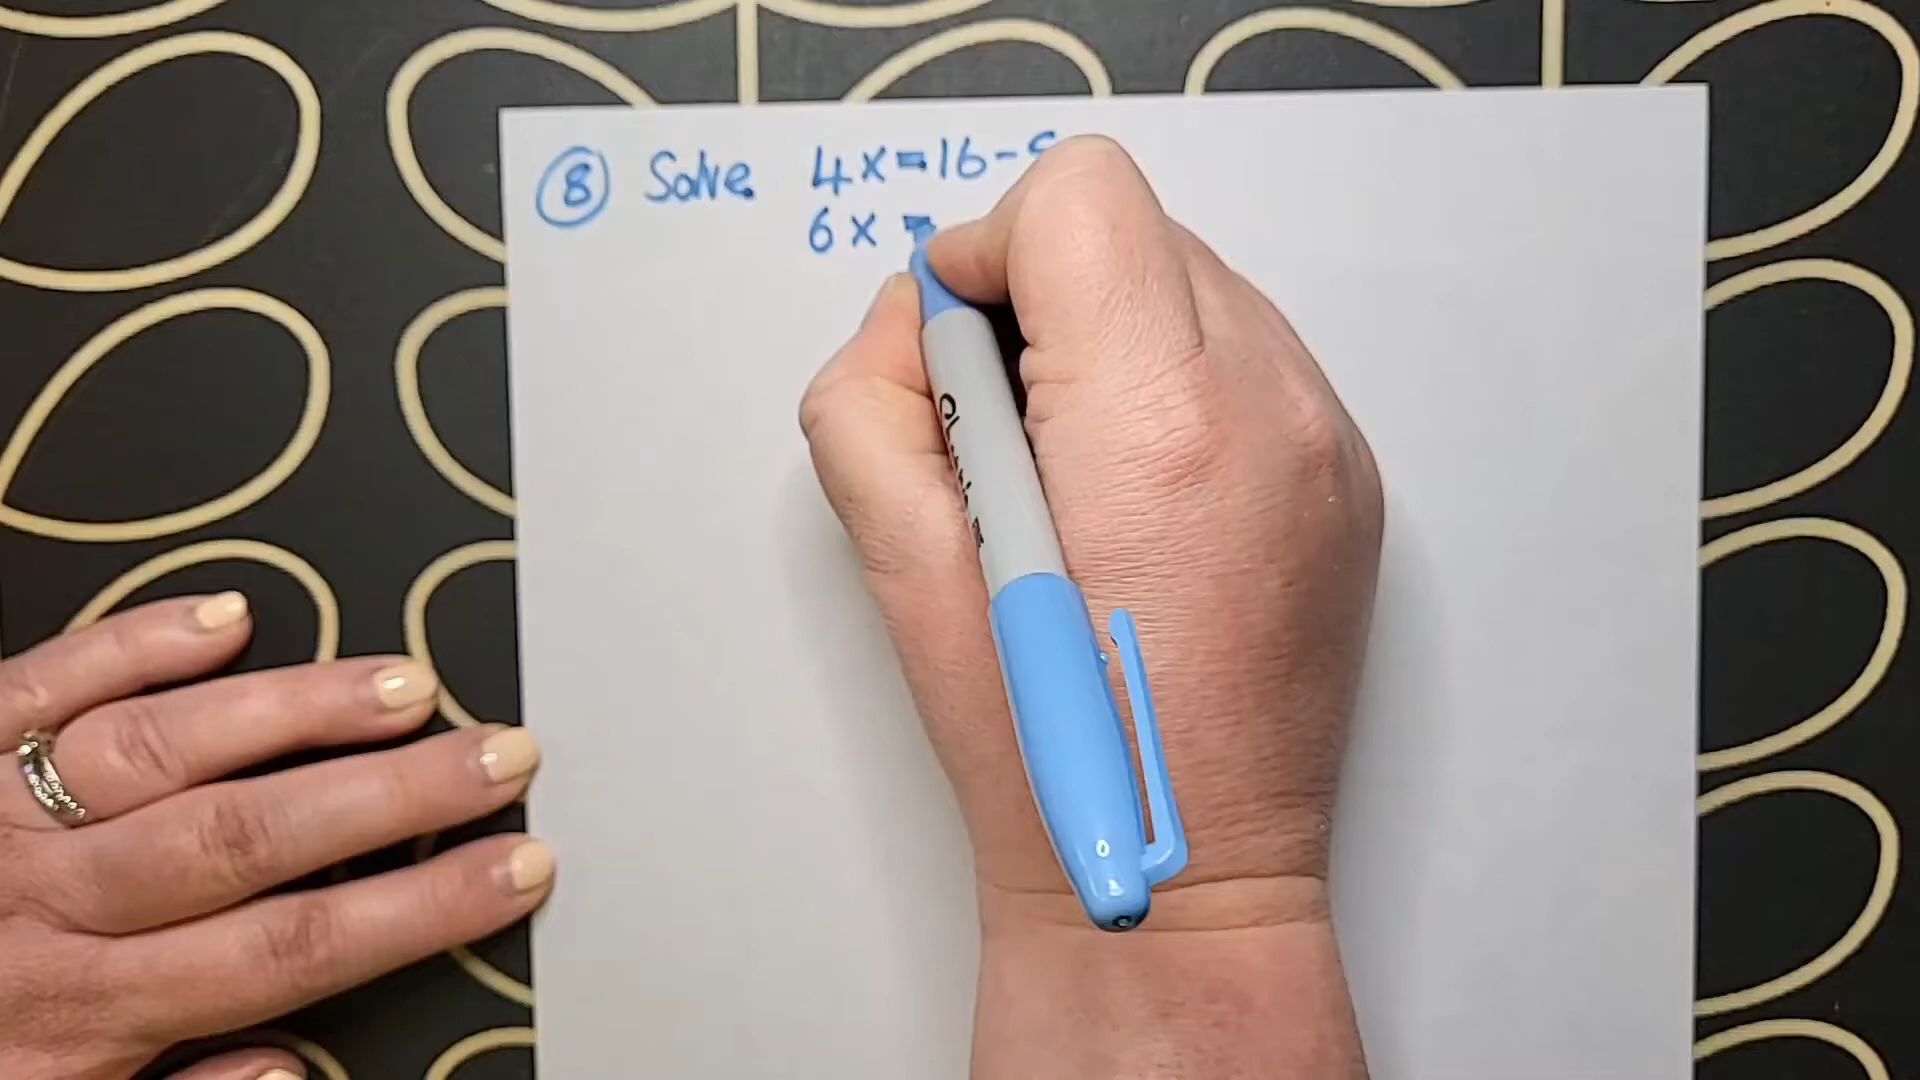 ⑧ Solve 4x=16-
6x =